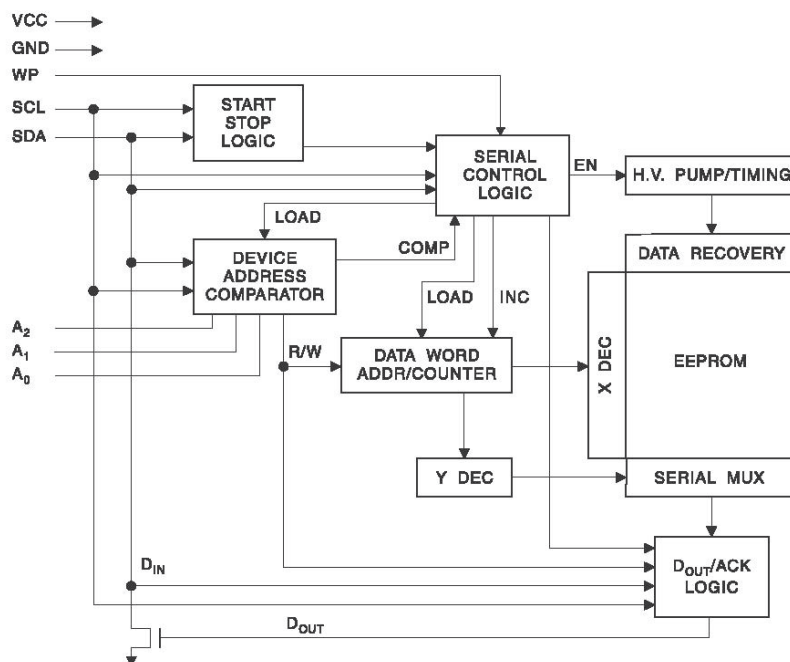 VCC
GND
WP
SCL
SDA
START
STOP
LOGIC
SERIAL
CONTROL
LOGIC
EN
H.V. PUMP/TIMING
LOAD
COMP
DEVICE
ADDRESS
COMPARATOR
DATA RECOVERY
LOAD
INC
A2
A1
A0
R/W
DATA WORD
ADDR/COUNTER
X DEC
EEPROM
Y DEC
SERIAL MUX
DIN
DOUT/ACK
LOGIC
DOUT